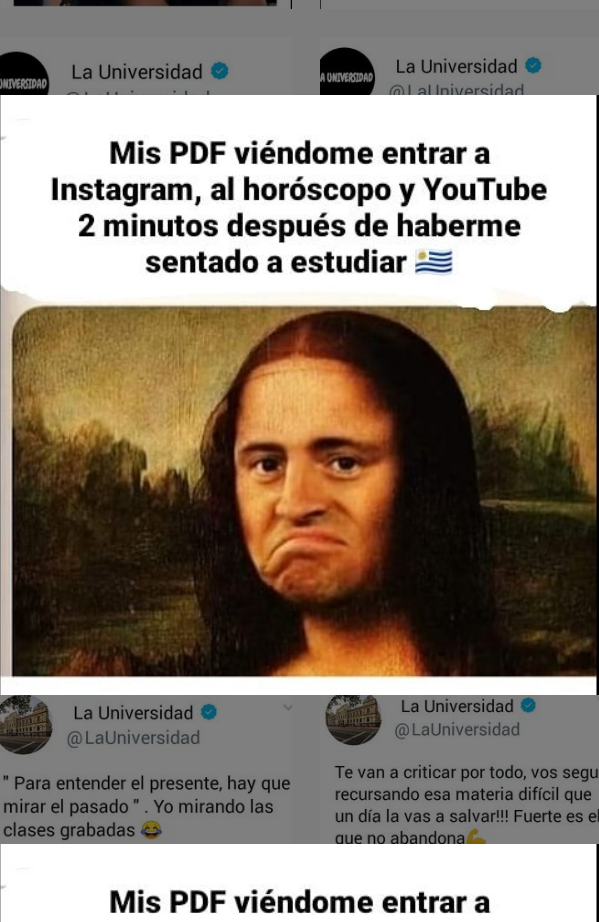 UNIVERSIDAD
La Universidad
A UNIVERSIDAD
La Universidad
@LaUniversidad
Mis PDF viéndome entrar a
Instagram, al horóscopo y YouTube
2 minutos después de haberme
sentado a estudiar 🇺🇾
La Universidad
@LaUniversidad
" Para entender el presente, hay que
mirar el pasado " . Yo mirando las
clases grabadas 😂
La Universidad
@LaUniversidad
Te van a criticar por todo, vos segu
recursando esa materia difícil que
un día la vas a salvar!!! Fuerte es el
que no abandona💪
Mis PDF viéndome entrar a